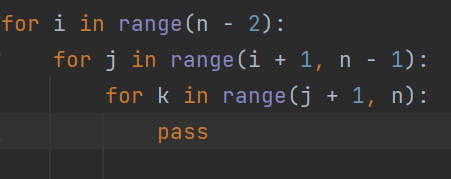 for i in range(n - 2):
    for j in range(i + 1, n - 1):
        for k in range(j + 1, n):
            pass